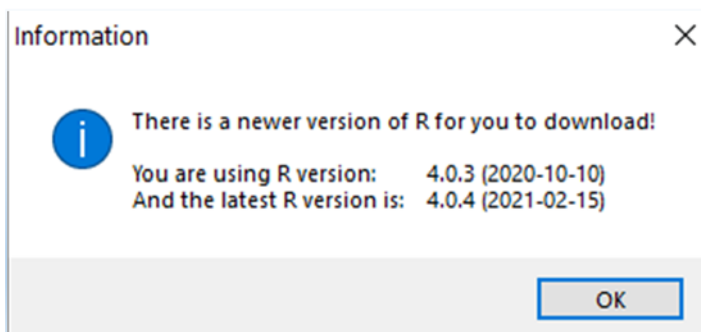 Information
There is a newer version of R for you to download!
You are using R version: 4.0.3 (2020-10-10)
And the latest R version is: 4.0.4 (2021-02-15)
OK